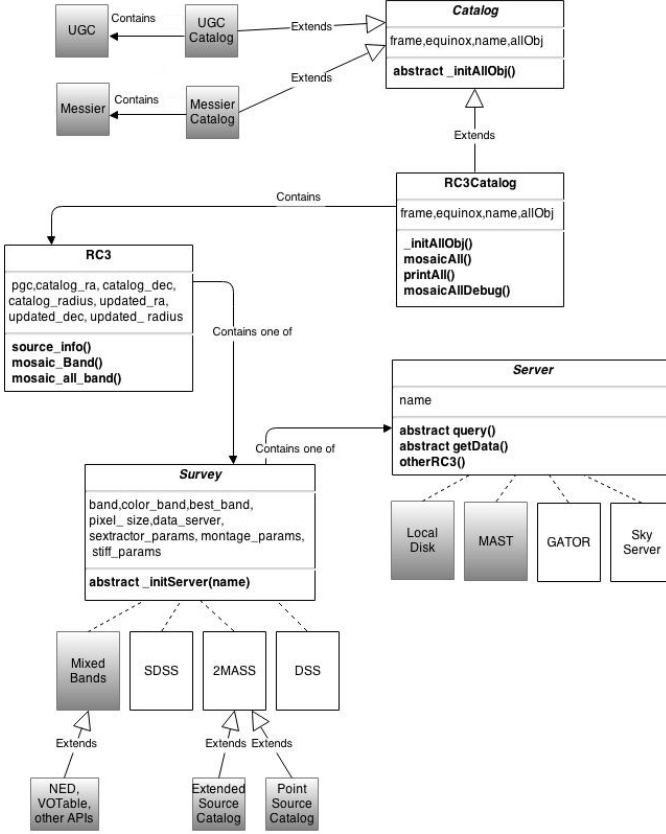 Catalog
frame,equinox,name,allObj
abstract _initAllObj()
UGC
Contains
UGC
Catalog
Extends
Messier
Contains
Messier
Catalog
Extends
Extends
RC3Catalog
frame,equinox,name,allObj
_initAllObj()
mosaicAll()
printAll()
mosaicAllDebug()
Contains
RC3
pgc,catalog_ra, catalog_dec,
catalog_radius, updated_ra,
updated_dec, updated_ radius
source_info()
mosaic_Band()
mosaic_all_band()
Contains one of
Server
name
abstract query()
abstract getData()
otherRC3()
Contains one of
Survey
band,color_band,best_band,
pixel_ size,data_server,
sextractor_params, montage_params,
stiff_params
abstract _initServer(name)
Local
Disk
MAST
GATOR
Sky
Server
Mixed
Bands
SDSS
2MASS
DSS
Extends
Extends
Extends
NED,
VOTable,
other APIs
Extended
Source
Catalog
Point
Source
Catalog